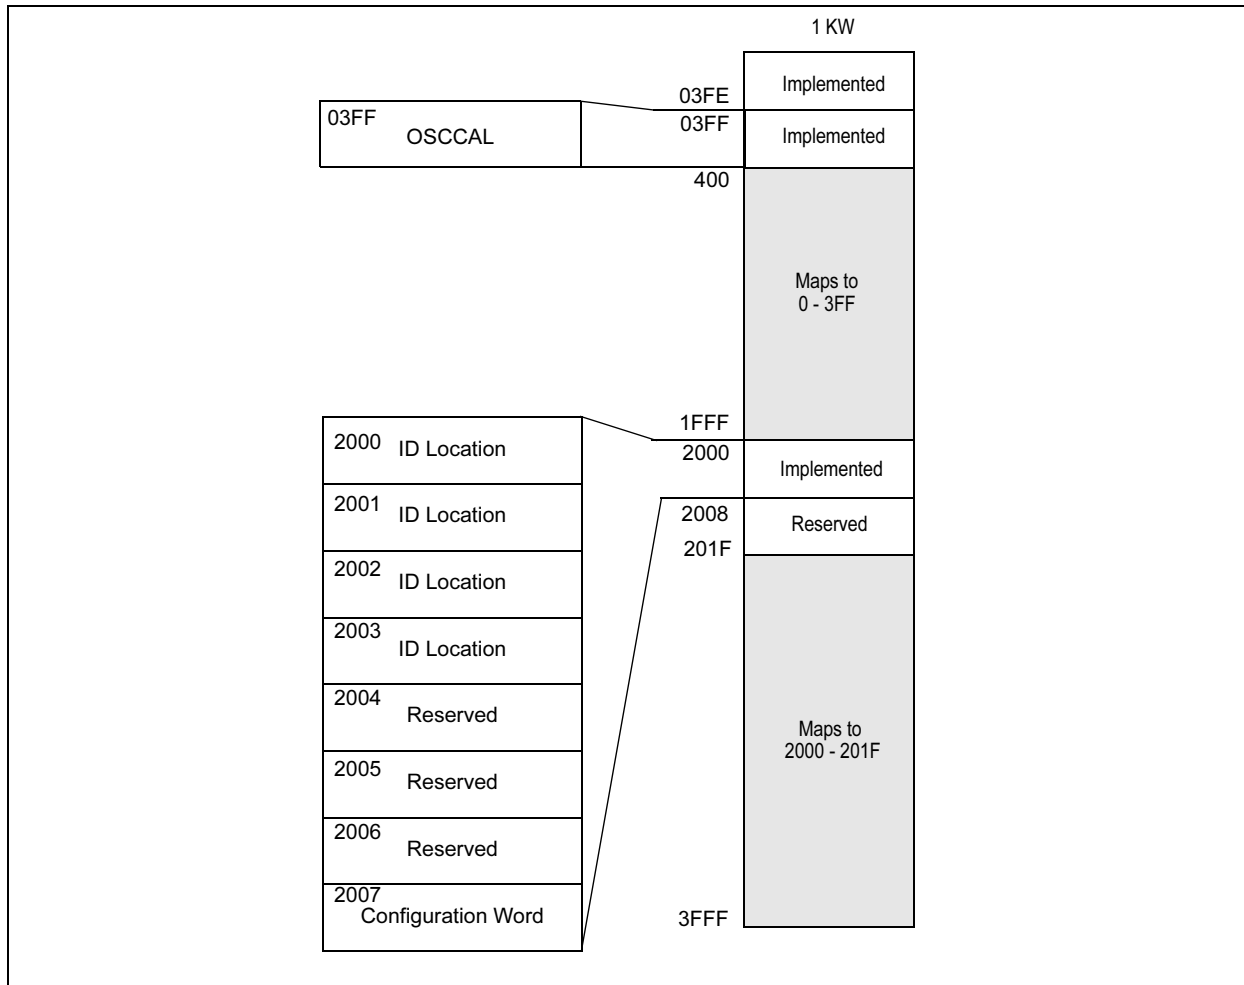 1 KW
Implemented
03FE
03FF
03FF
OSCCAL
Implemented
400
Maps to
0 - 3FF
1FFF
2000
ID Location
2000
Implemented
2001
ID Location
2008
Reserved
201F
2002
ID Location
2003
ID Location
2004
Reserved
Maps to
2000 - 201F
2005
Reserved
2006
Reserved
2007
Configuration Word
3FFF